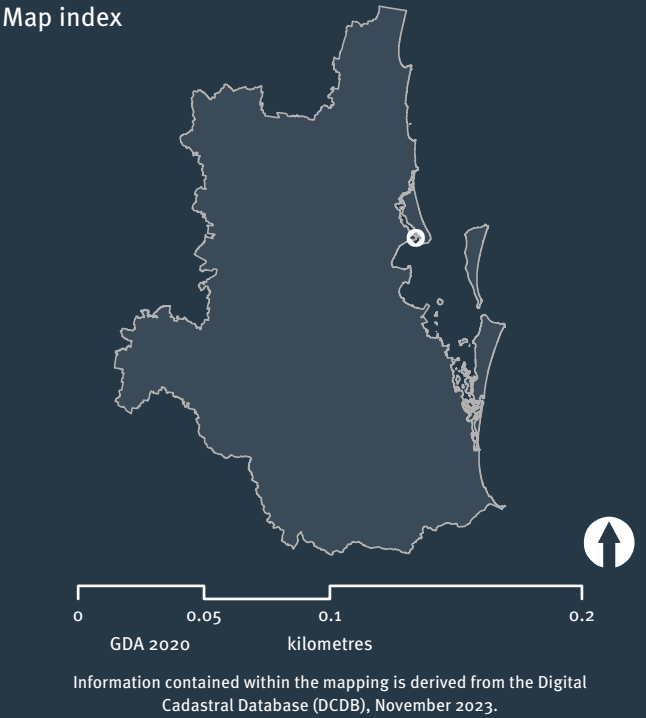 Map index
0 0.05 0.1 0.2
GDA 2020 kilometres
Information contained within the mapping is derived from the Digital
Cadastral Database (DCDB), November 2023.